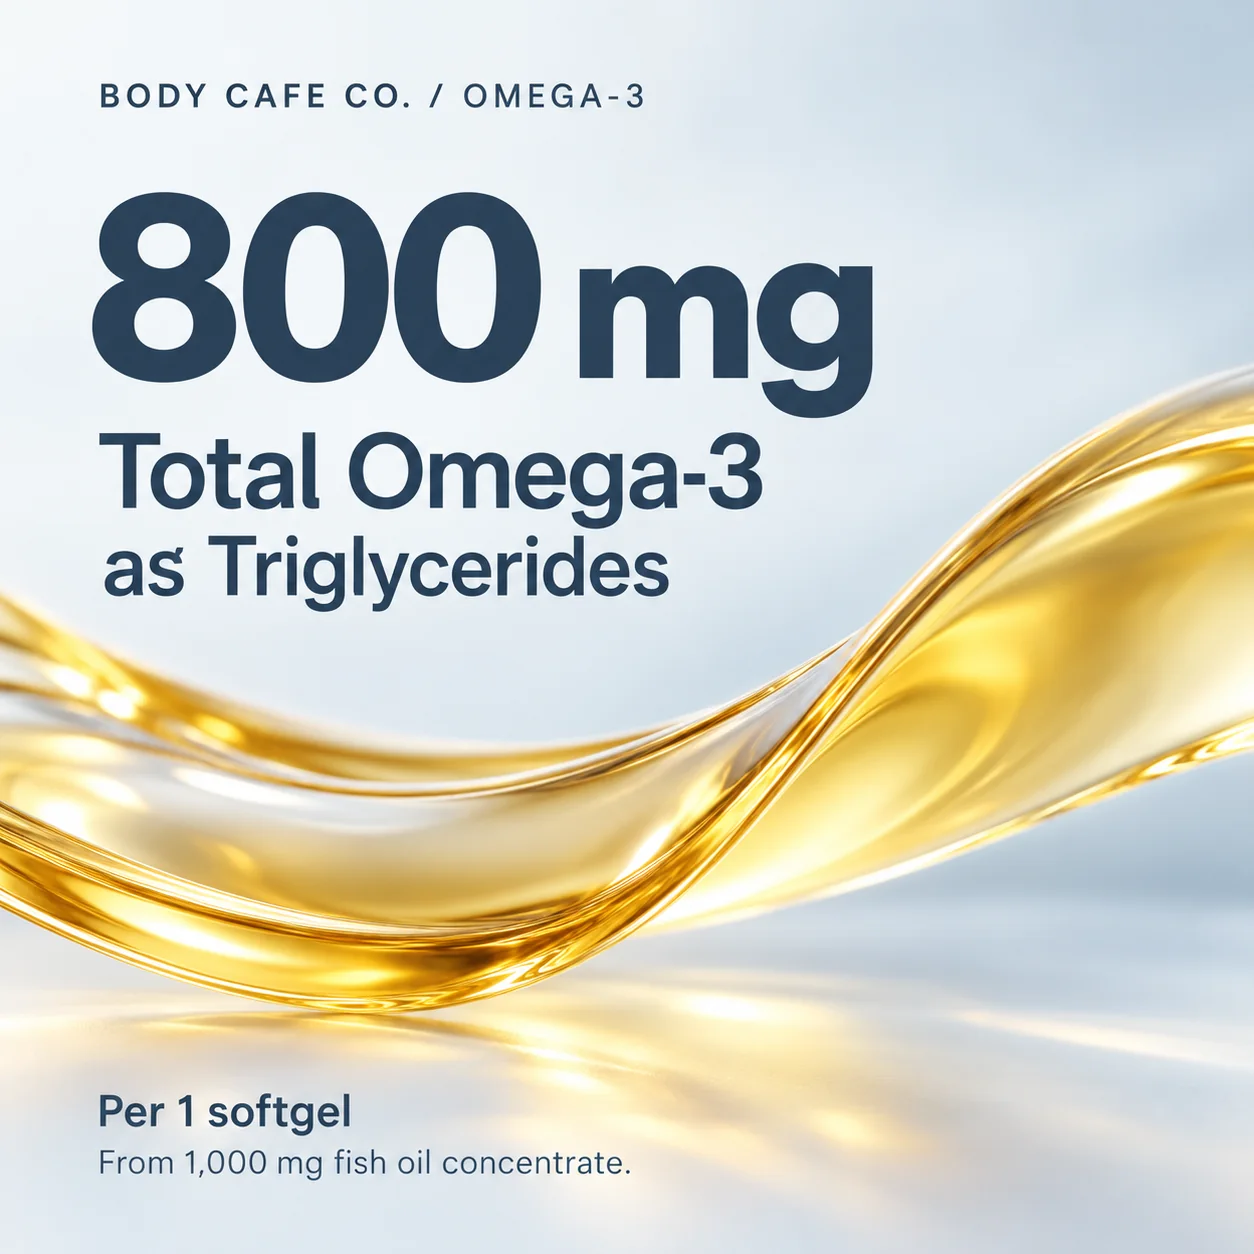 BODY CAFE CO. / OMEGA-3
800 mg
Total Omega-3
as Triglycerides
Per 1 softgel
From 1,000 mg fish oil concentrate.